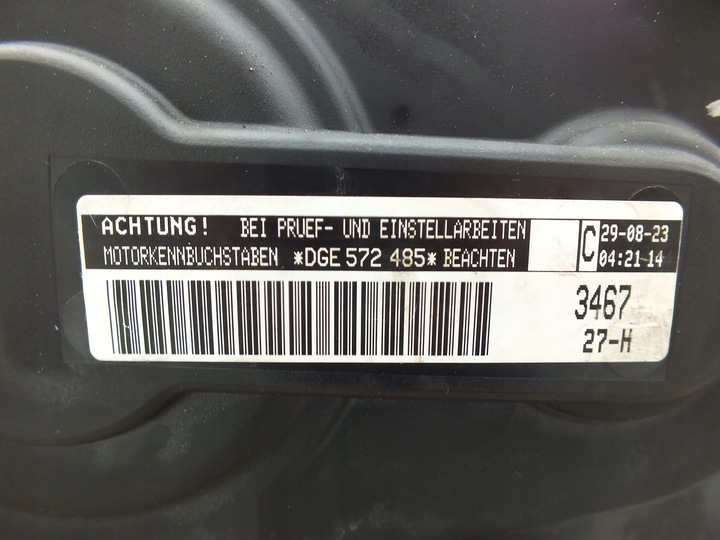 ACHTUNG! BEI PRUEF- UND EINSTELLARBEITEN
MOTORKENNBUCHSTABEN *DGE 572 485* BEACHTEN
C
29-08-23
04:21 14
3467
27-H